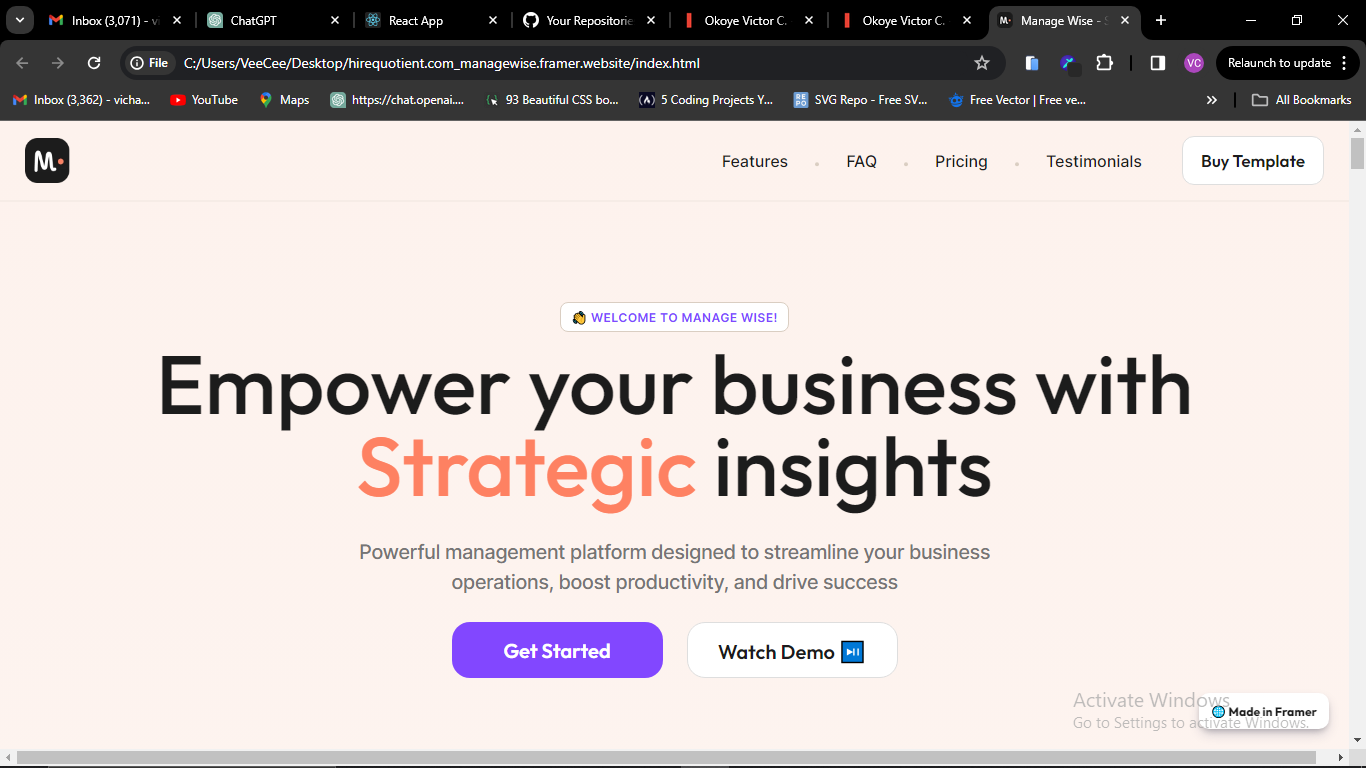 Inbox (3,071) - vi
ChatGPT
React App
Your Repositorie
Okoye Victor C.
Okoye Victor C.
Manage Wise - S
File
C:/Users/VeeCee/Desktop/hirequotient.com_managewise.framer.website/index.html
VC
Relaunch to update
Inbox (3,362) - vicha...
YouTube
Maps
https://chat.openai....
93 Beautiful CSS bo...
5 Coding Projects Y...
SVG Repo - Free SV...
Free Vector | Free ve...
All Bookmarks
M
Features
FAQ
Pricing
Testimonials
Buy Template
👏 WELCOME TO MANAGE WISE!
Empower your business with
Strategic insights
Powerful management platform designed to streamline your business
operations, boost productivity, and drive success
Get Started
Watch Demo ⏯
Activate Windows
Go to Settings to activate Windows.
🌐 Made in Framer